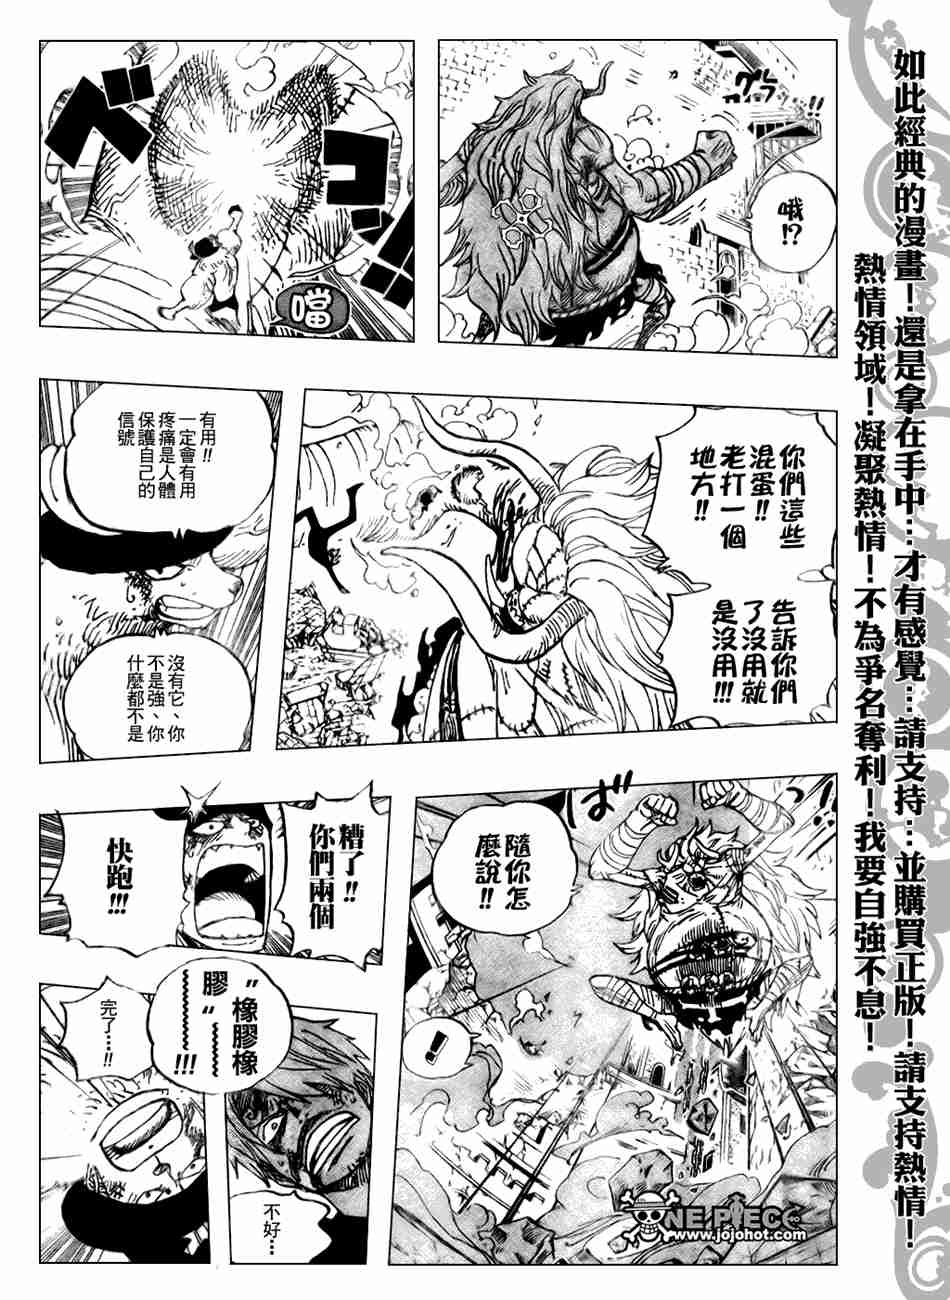 如此經典的漫畫！還是拿在手中…才有感覺…請支持…並購買正版！請支持熱情！
熱情領域！凝聚熱情！不為爭名奪利！我要自強不息！
グラ
!!
哦!?
ベコ
!!
噹
你們這些
混蛋!!
老打一個
地方!!
告訴你們
了沒用就
是沒用!!!
有用!!
一定會有用
疼痛是人體
保護自己的
信號
沒有它、你
不是強、你
什麼都不是
ば
!!
隨你怎
麼說!!
!!
糟了!!
你們兩個
快跑!!!
“橡膠橡
膠“
!!!
不好…
完了…!!
ONE PIECE
www.jojohot.com